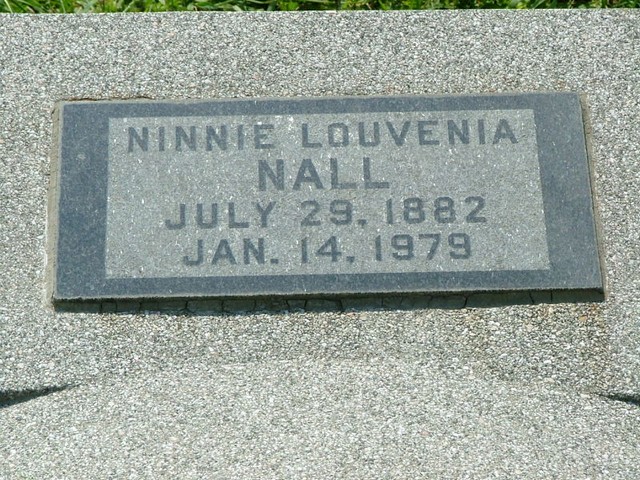 NINNIE LOUVENIA
NALL
JULY 29, 1882
JAN. 14, 1979